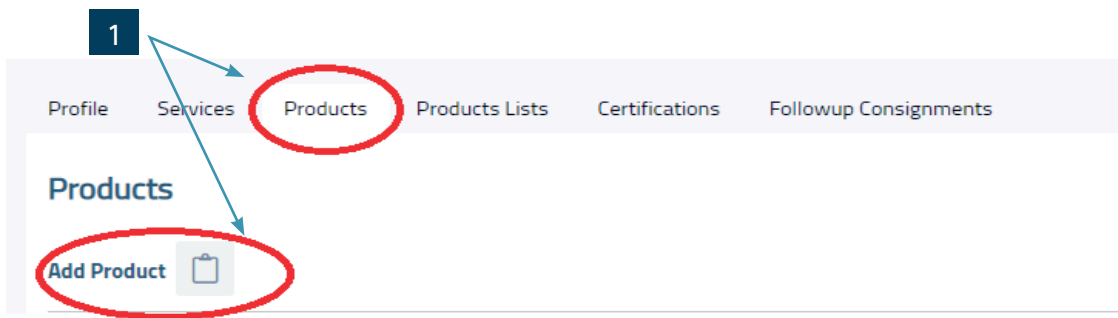 1
Profile Services Products Products Lists Certifications Followup Consignments
Products
Add Product